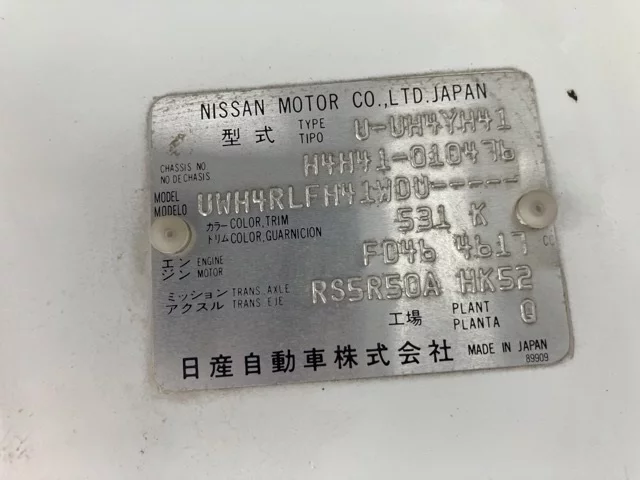 NISSAN MOTOR CO.,LTD.JAPAN
型式 TYPE TIPO U-UH4YH41
CHASSIS NO NO DE CHASIS H4H41-010476
MODEL MODELO UWH4RLFH41WDU-----
カラー COLOR, TRIM トリム COLOR, GUARNICION 531 K
エンジン ENGINE MOTOR FD46 4617 cc
ミッション アクスル TRANS. AXLE TRANS. EJE RS5R50A HK52
工場 PLANT PLANTA Q
日産自動車株式会社 MADE IN JAPAN
89909